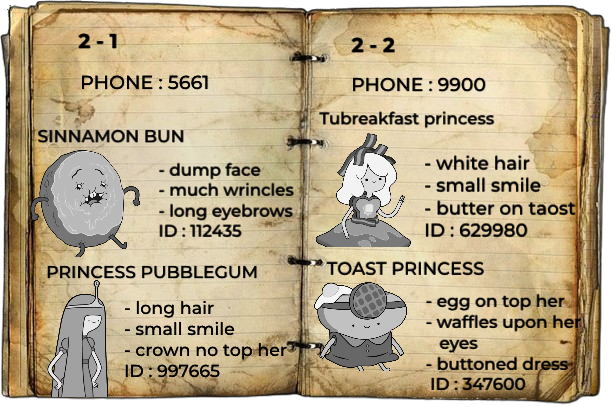 2 - 1
PHONE : 5661
SINNAMON BUN
- dump face
- much wrincles
- long eyebrows
ID : 112435
PRINCESS PUBBLEGUM
- long hair
- small smile
- crown no top her
ID : 997665
2 - 2
PHONE : 9900
Tubreakfast princess
- white hair
- small smile
- butter on taost
ID : 629980
TOAST PRINCESS
- egg on top her
- waffles upon her
eyes
- buttoned dress
ID : 347600